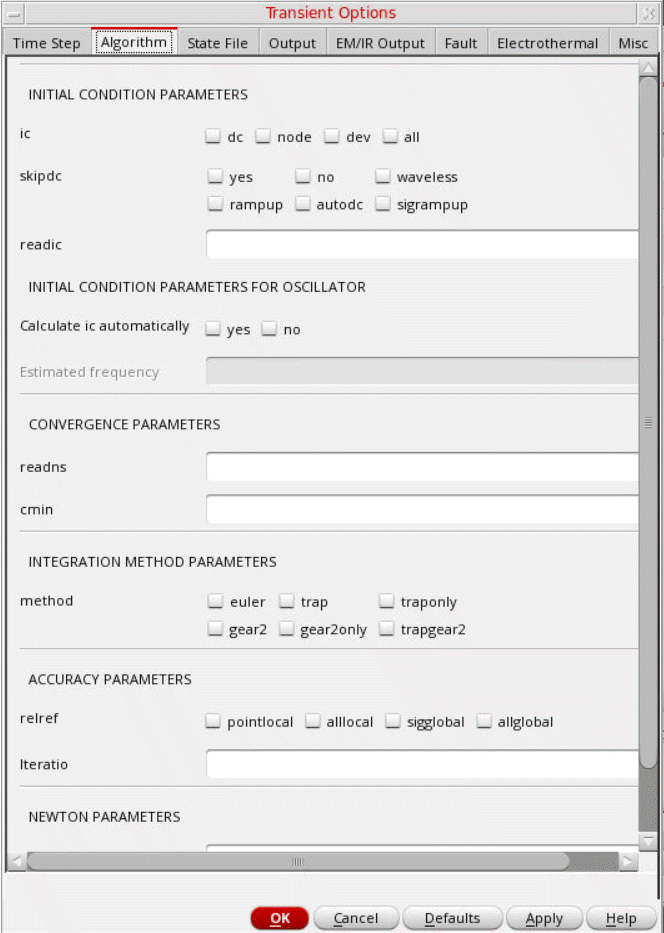 Transient Options
Time Step Algorithm State File Output EM/IR Output Fault Electrothermal Misc
INITIAL CONDITION PARAMETERS
ic dc node dev all
skipdc yes no waveless
rampup autodc sigrampup
readic
INITIAL CONDITION PARAMETERS FOR OSCILLATOR
Calculate ic automatically yes no
Estimated frequency
CONVERGENCE PARAMETERS
readns
cmin
INTEGRATION METHOD PARAMETERS
method euler trap traponly
gear2 gear2only trapgear2
ACCURACY PARAMETERS
relref pointlocal alllocal sigglobal allglobal
Iteratio
NEWTON PARAMETERS
OK Cancel Defaults Apply Help